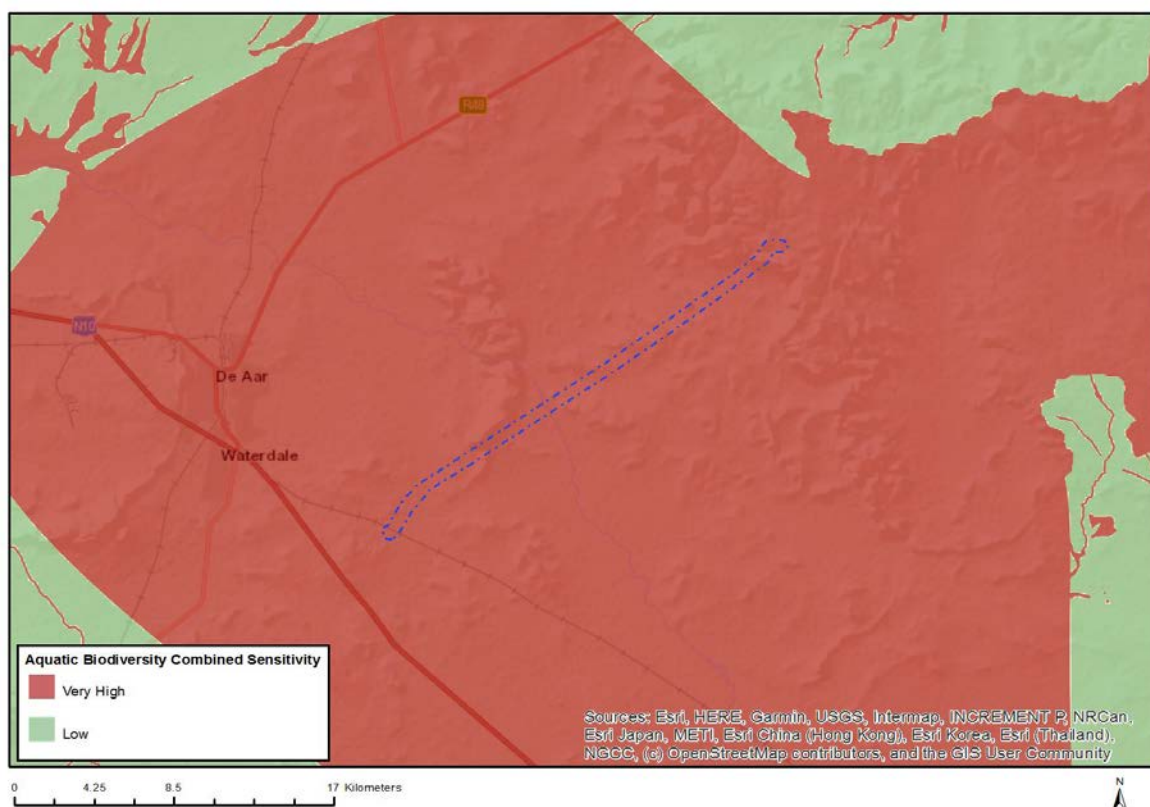 R48
N10
De Aar
Waterdale
Aquatic Biodiversity Combined Sensitivity
Very High
Low
Sources: Esri, HERE, Garmin, USGS, Intermap, INCREMENT P, NRCan,
Esri Japan, METI, Esri China (Hong Kong), Esri Korea, Esri (Thailand),
NGCC, (c) OpenStreetMap contributors, and the GIS User Community
0 4.25 8.5 17 Kilometers
N